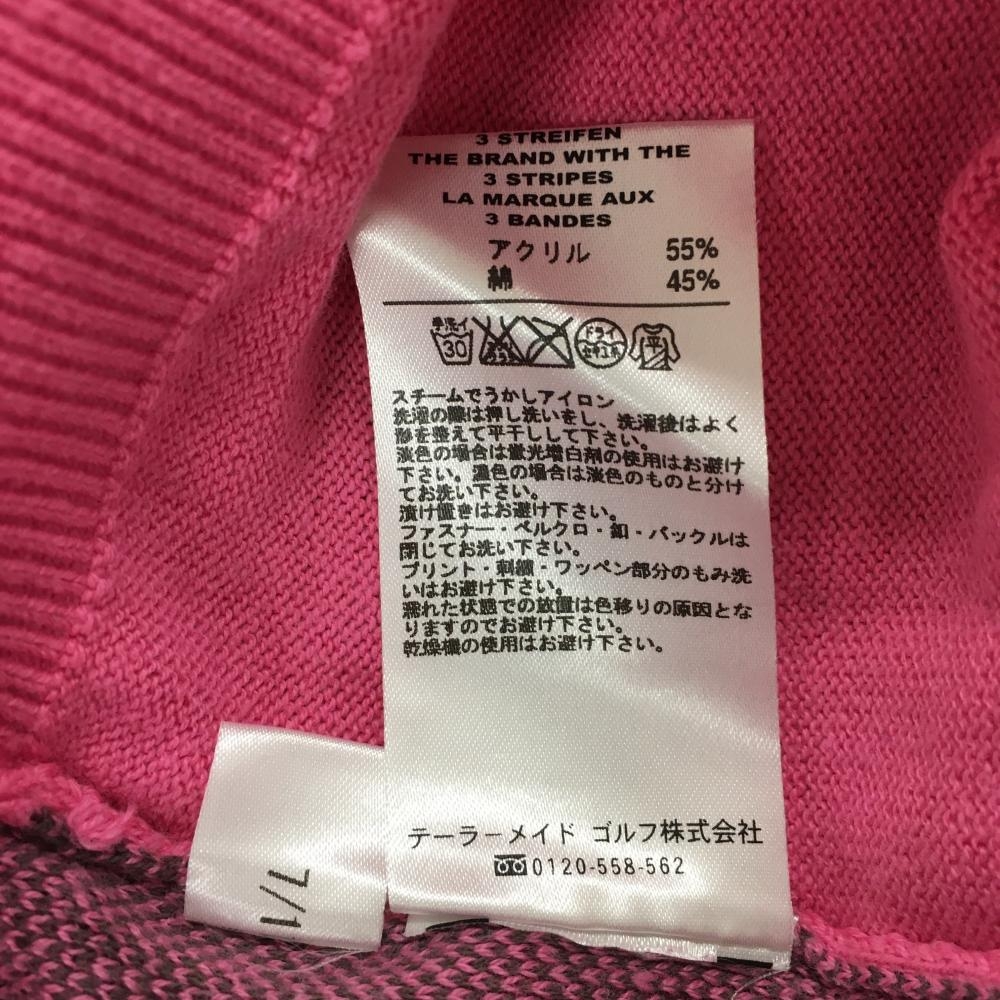 3 STREIFEN
THE BRAND WITH THE
3 STRIPES
LA MARQUE AUX
3 BANDES
アクリル 55%
綿 45%
手洗イ
30
ドライ
平
スチームでうかしアイロン
洗濯の際は押し洗いをし、洗濯後はよく
形を整えて平干しして下さい。
淡色の場合は蛍光増白剤の使用はお避け
下さい。濃色の場合は淡色のものと分け
てお洗い下さい。
漬け置きはお避け下さい。
ファスナー・ベルクロ・釦・バックルは
閉じてお洗い下さい。
プリント・刺繍・ワッペン部分のもみ洗
いはお避け下さい。
濡れた状態での放置は色移りの原因とな
りますのでお避け下さい。
乾燥機の使用はお避け下さい。
テーラーメイド ゴルフ株式会社
0120-558-562
1/1